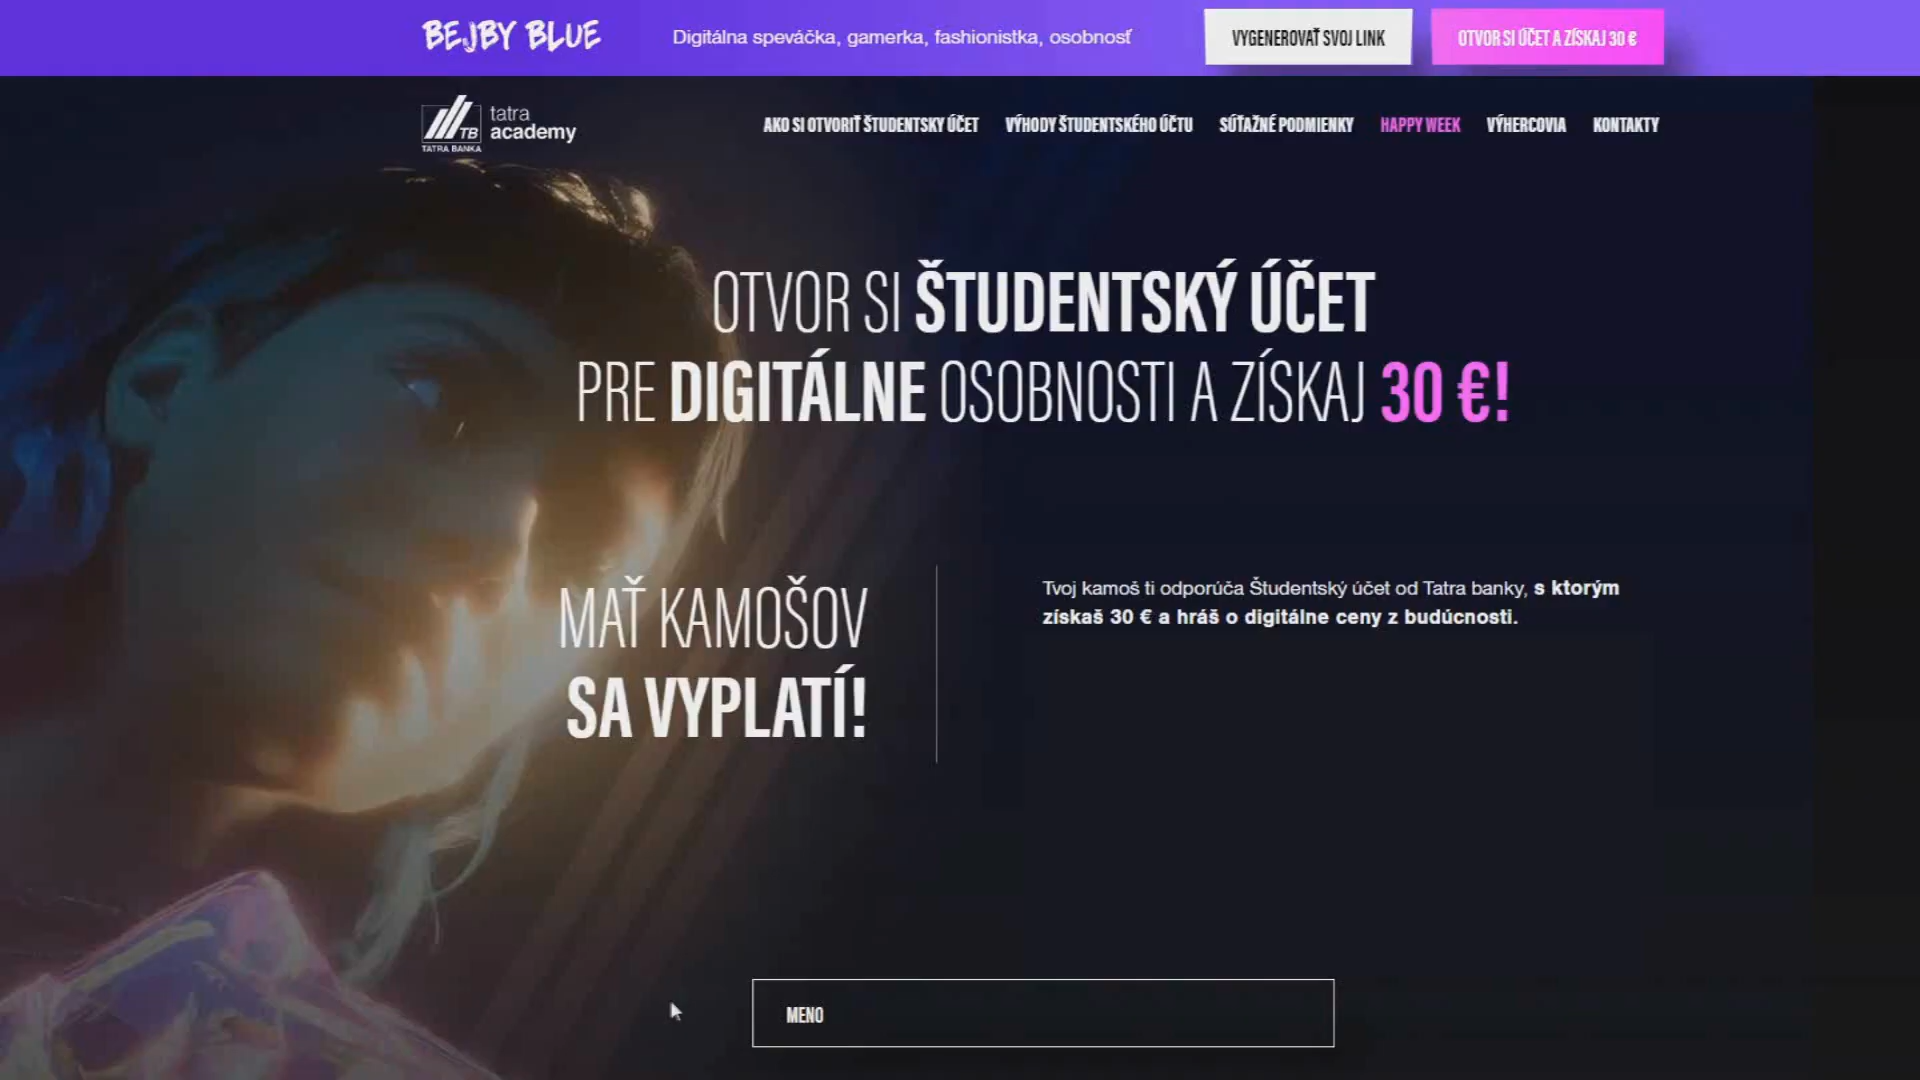 BEJBY BLUE
Digitálna speváčka, gamerka, fashionistka, osobnosť
VYGENEROVAŤ SVOJ LINK
OTVOR SI ÚČET A ZÍSKAJ 30 €
TB
TATRA BANKA
tatra
academy
AKO SI OTVORIŤ ŠTUDENTSKY ÚČET
VÝHODY ŠTUDENTSKÉHO ÚČTU
SÚŤAŽNÉ PODMIENKY
HAPPY WEEK
VÝHERCOVIA
KONTAKTY
OTVOR SI ŠTUDENTSKÝ ÚČET
PRE DIGITÁLNE OSOBNOSTI A ZÍSKAJ 30 €!
MAŤ KAMOŠOV
SA VYPLATÍ!
Tvoj kamoš ti odporúča Študentský účet od Tatra banky, s ktorým
získaš 30 € a hráš o digitálne ceny z budúcnosti.
MENO